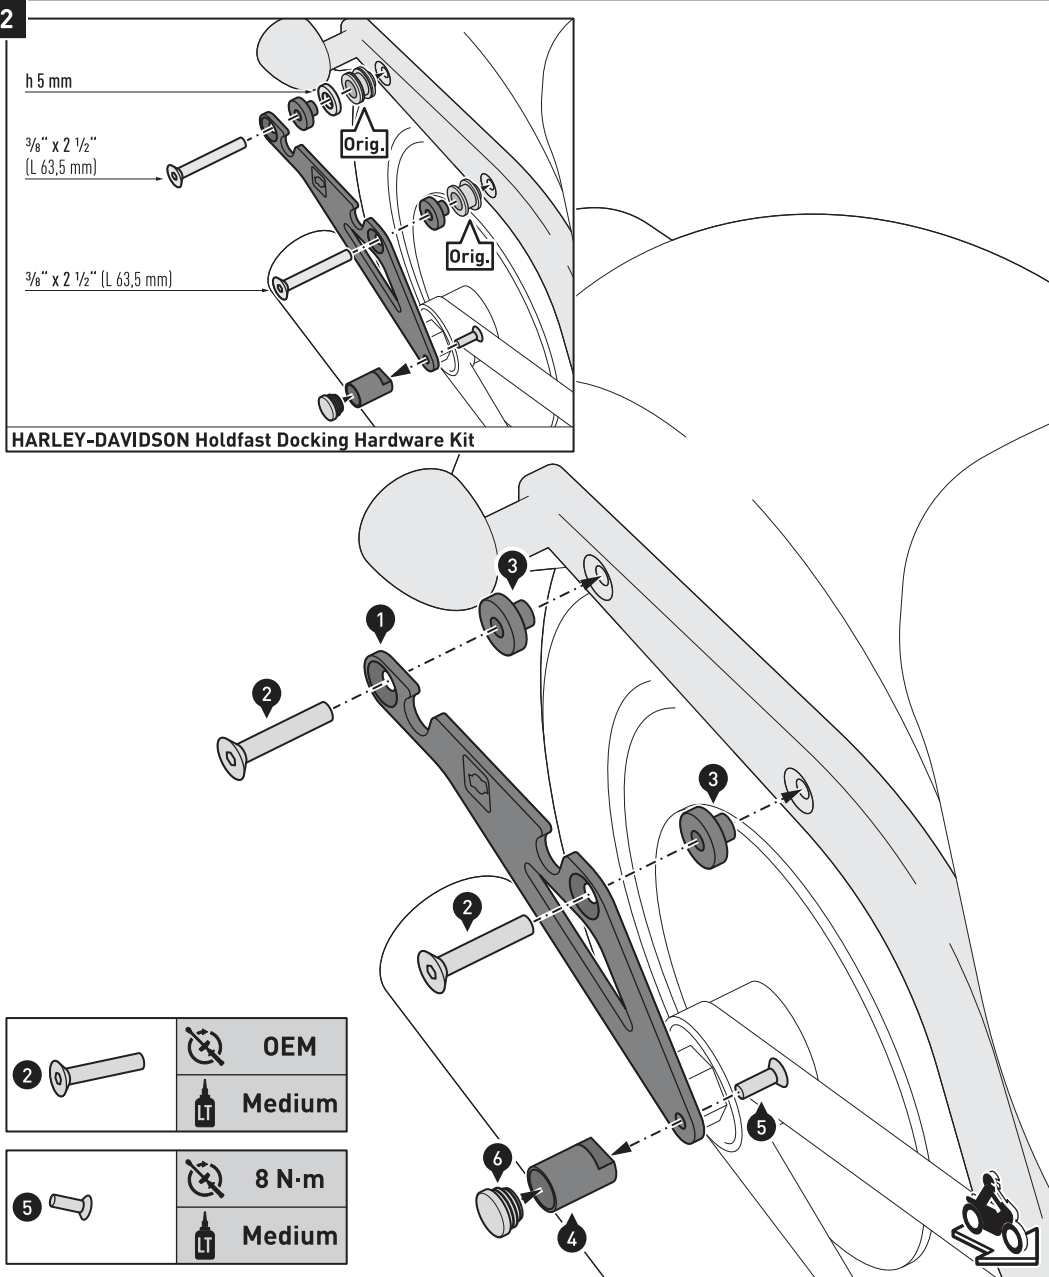 2
h 5 mm
Orig.
³/₈“ x 2 ½“
(L 63,5 mm)
Orig.
³/₈“ x 2 ½“ (L 63,5 mm)
HARLEY-DAVIDSON Holdfast Docking Hardware Kit
3
1
2
3
2
2
OEM
LT
Medium
5
6
5
8 N·m
4
LT
Medium